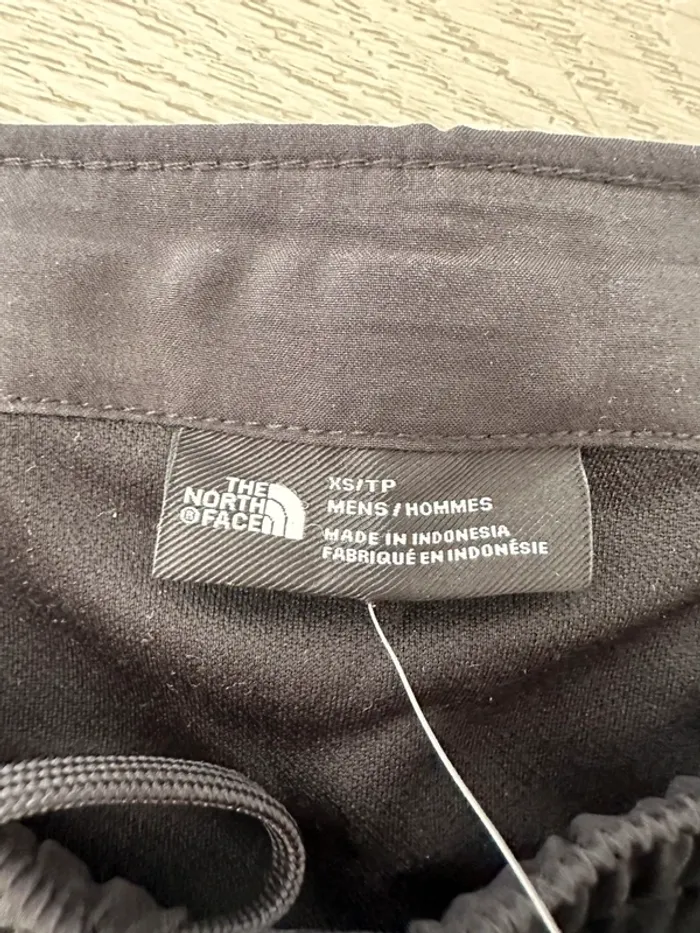 THE
NORTH
®FACE
XS/TP
MENS / HOMMES
MADE IN INDONESIA
FABRIQUÉ EN INDONÉSIE